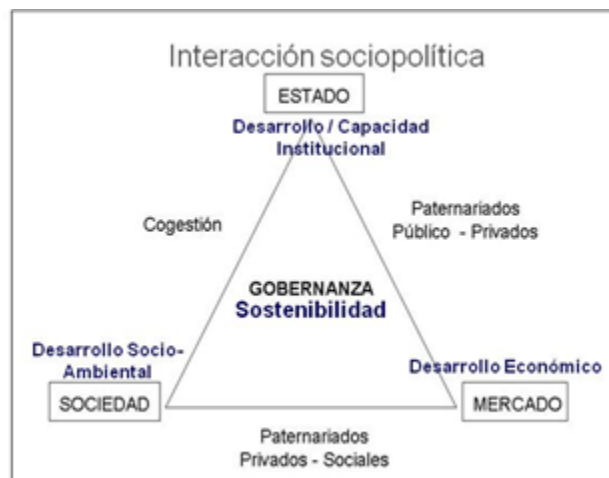 Interacción sociopolítica
ESTADO
Desarrollo / Capacidad
Institucional
Cogestión
Paternariados
Público - Privados
GOBERNANZA
Sostenibilidad
Desarrollo Socio-
Ambiental
SOCIEDAD
Desarrollo Económico
MERCADO
Paternariados
Privados - Sociales